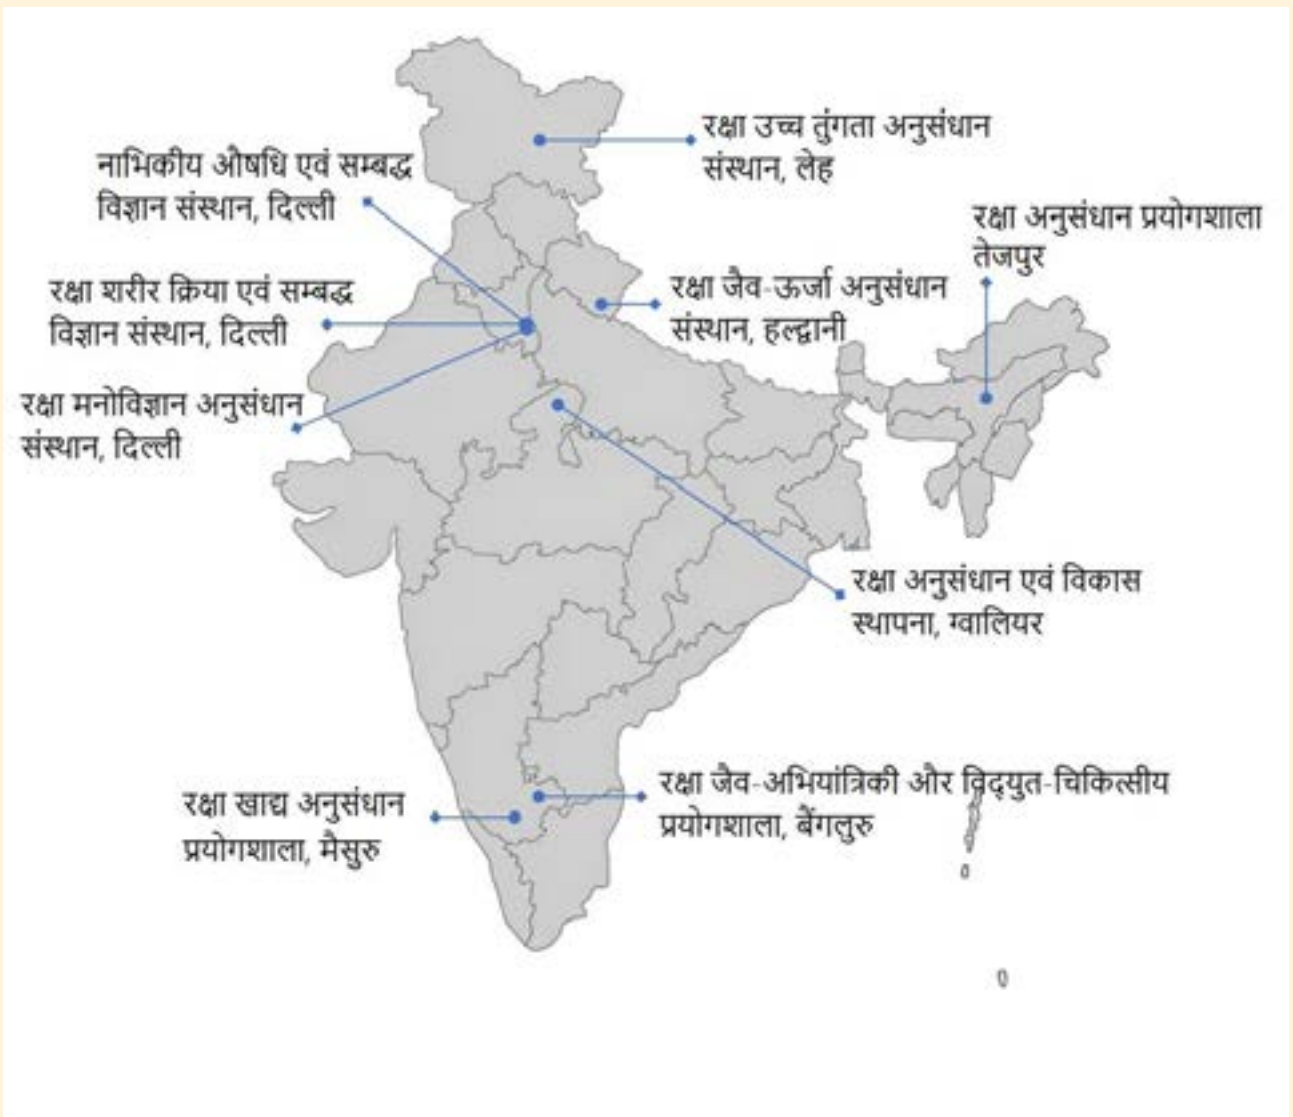 रक्षा उच्च तुंगता अनुसंधान
संस्थान, लेह
नाभिकीय औषधि एवं सम्बद्ध
विज्ञान संस्थान, दिल्ली
रक्षा अनुसंधान प्रयोगशाला
तेजपुर
रक्षा शरीर क्रिया एवं सम्बद्ध
विज्ञान संस्थान, दिल्ली
रक्षा जैव-ऊर्जा अनुसंधान
संस्थान, हल्द्वानी
रक्षा मनोविज्ञान अनुसंधान
संस्थान, दिल्ली
रक्षा अनुसंधान एवं विकास
स्थापना, ग्वालियर
रक्षा जैव-अभियांत्रिकी और विद्युत-चिकित्सीय
प्रयोगशाला, बेंगलुरु
रक्षा खाद्य अनुसंधान
प्रयोगशाला, मैसुरु